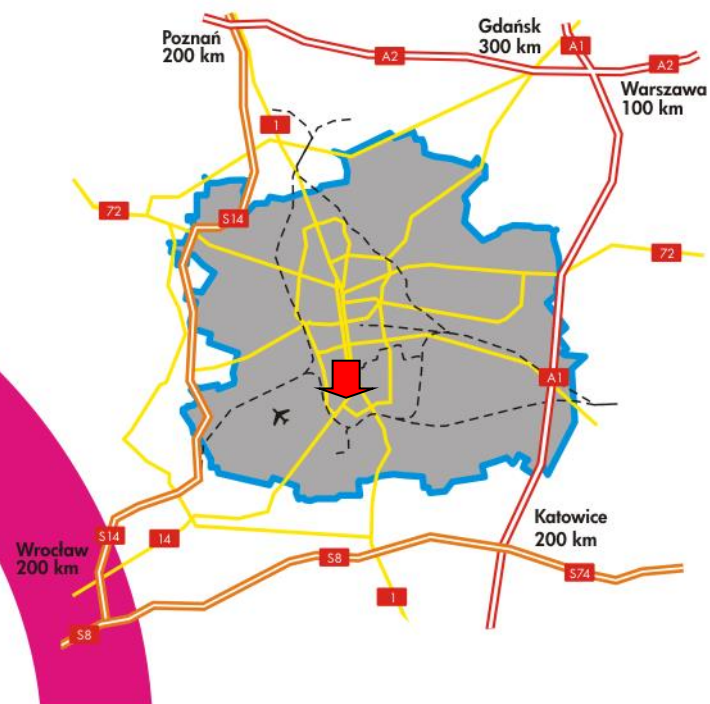 Poznań
200 km
Gdańsk
300 km
A1
A2
A2
Warszawa
100 km
1
72
S14
72
A1
Katowice
200 km
S14
14
Wrocław
200 km
S8
S74
1
S8